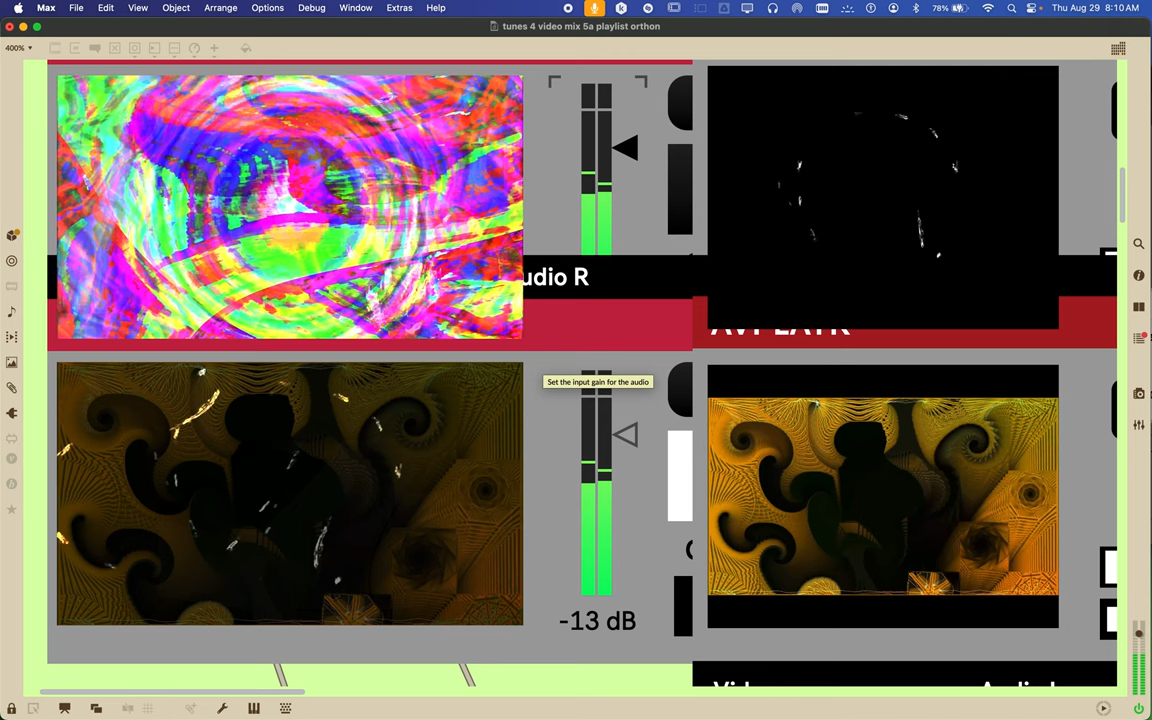 Max File Edit View Object Arrange Options Debug Window Extras Help 78% Thu Aug 29 8:10 AM
tunes 4 video mix 5a playlist orthon
400%
udio R
Set the input gain for the audio
-13 dB